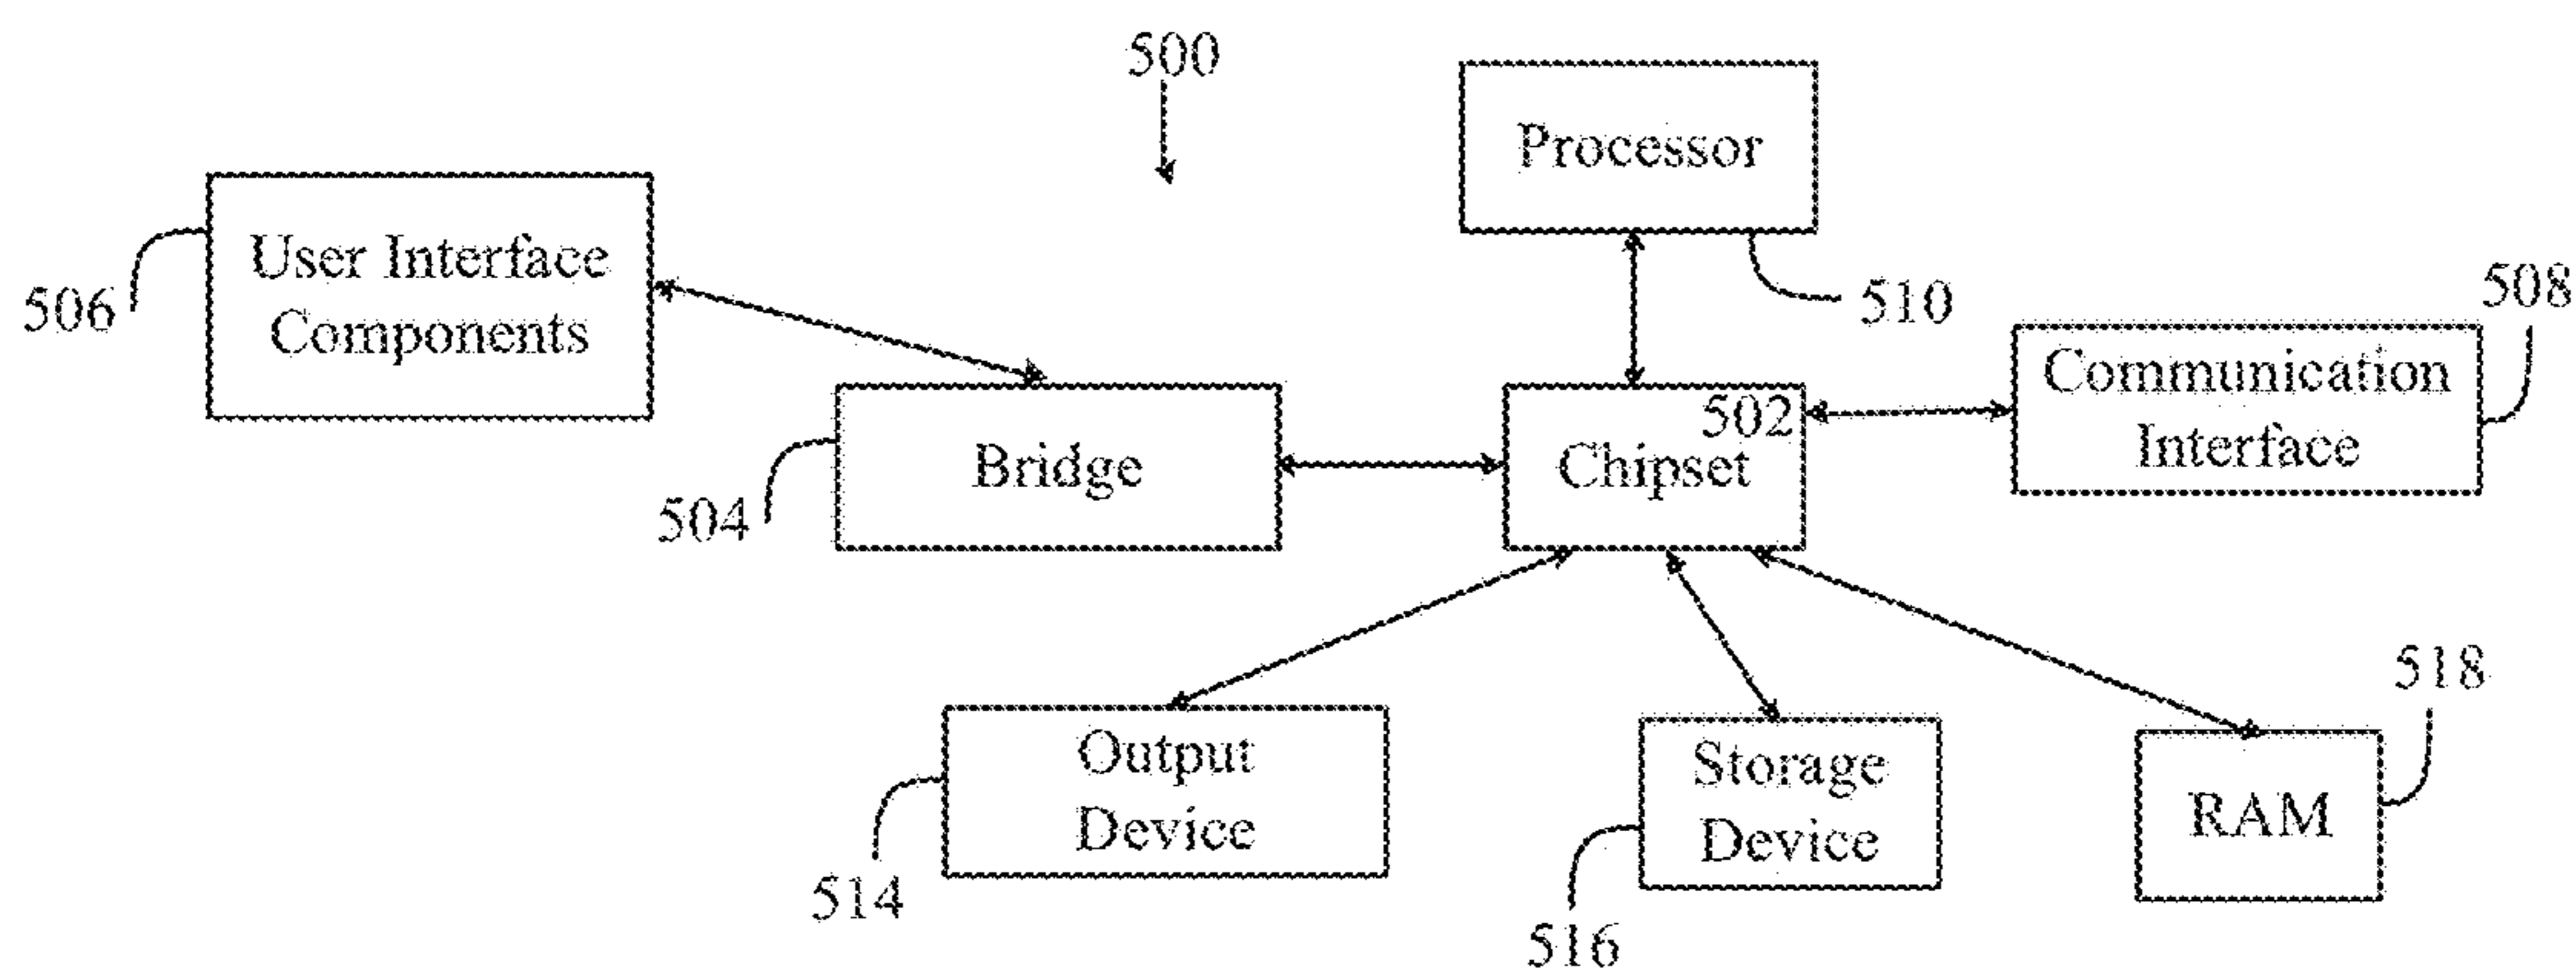 500
Processor
User Interface
Components
506
510
508
Communication
Interface
502
Chipset
Bridge
504
518
Output
Device
Storage
Device
RAM
514
516